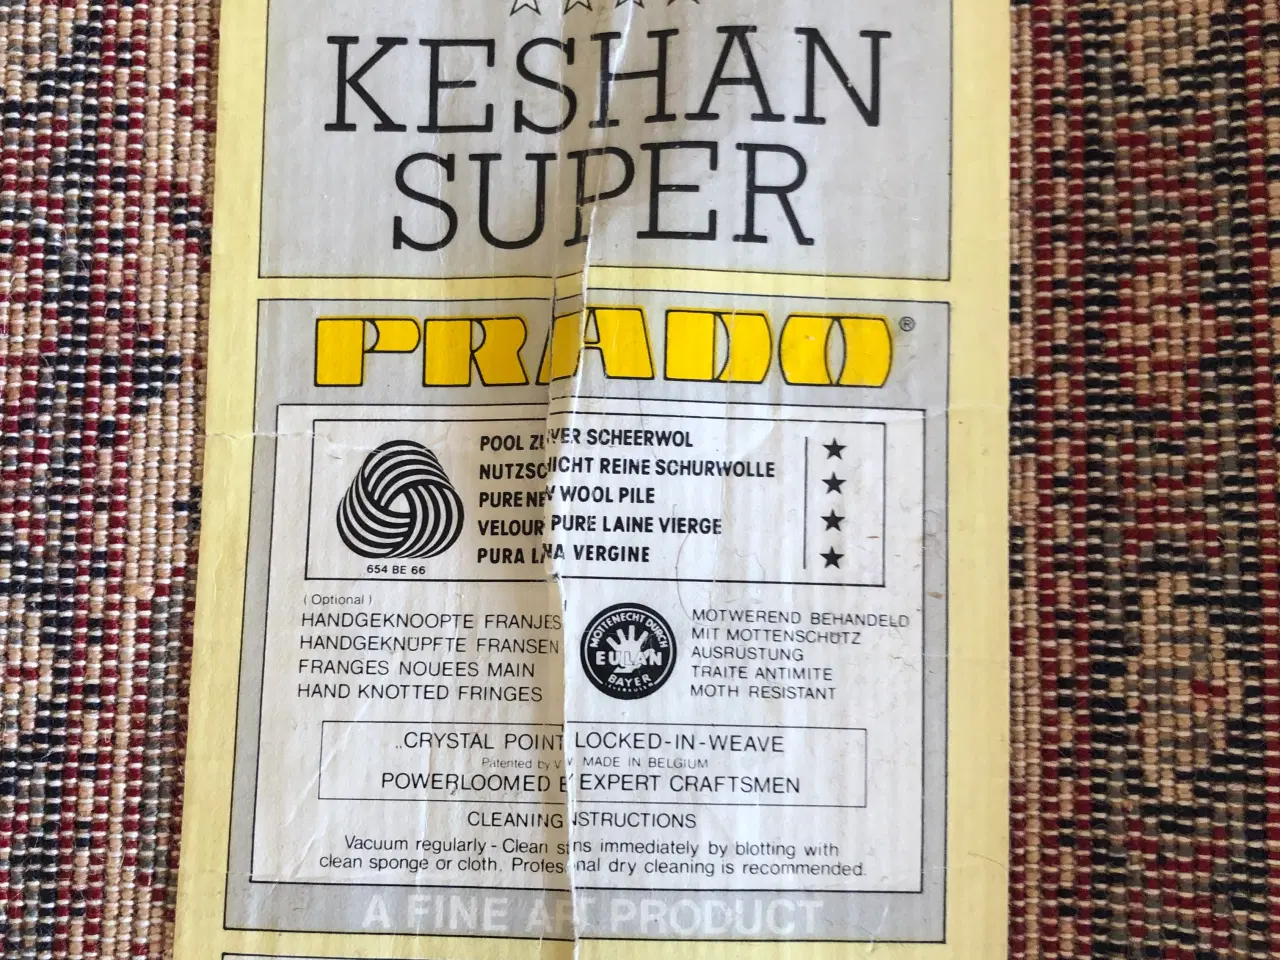 KESHAN
SUPER
PRADO®
POOL ZUIVER SCHEERWOL
NUTZSCHICHT REINE SCHURWOLLE
PURE NEW WOOL PILE
VELOUR PURE LAINE VIERGE
PURA LANA VERGINE
654 BE 66
(Optional)
HANDGEKNOOPTE FRANJES
HANDGEKNÜPFTE FRANSEN
FRANGES NOUEES MAIN
HAND KNOTTED FRINGES
MOTTENECHT DURCH
EULAN
BAYER
MOTWEREND BEHANDELD
MIT MOTTENSCHUTZ
AUSRÜSTUNG
TRAITE ANTIMITE
MOTH RESISTANT
..CRYSTAL POINT LOCKED-IN-WEAVE
Patented by MADE IN BELGIUM
POWERLOOMED BY EXPERT CRAFTSMEN
CLEANING INSTRUCTIONS
Vacuum regularly - Clean stains immediately by blotting with
clean sponge or cloth. Professional dry cleaning is recommended.
A FINE ART PRODUCT